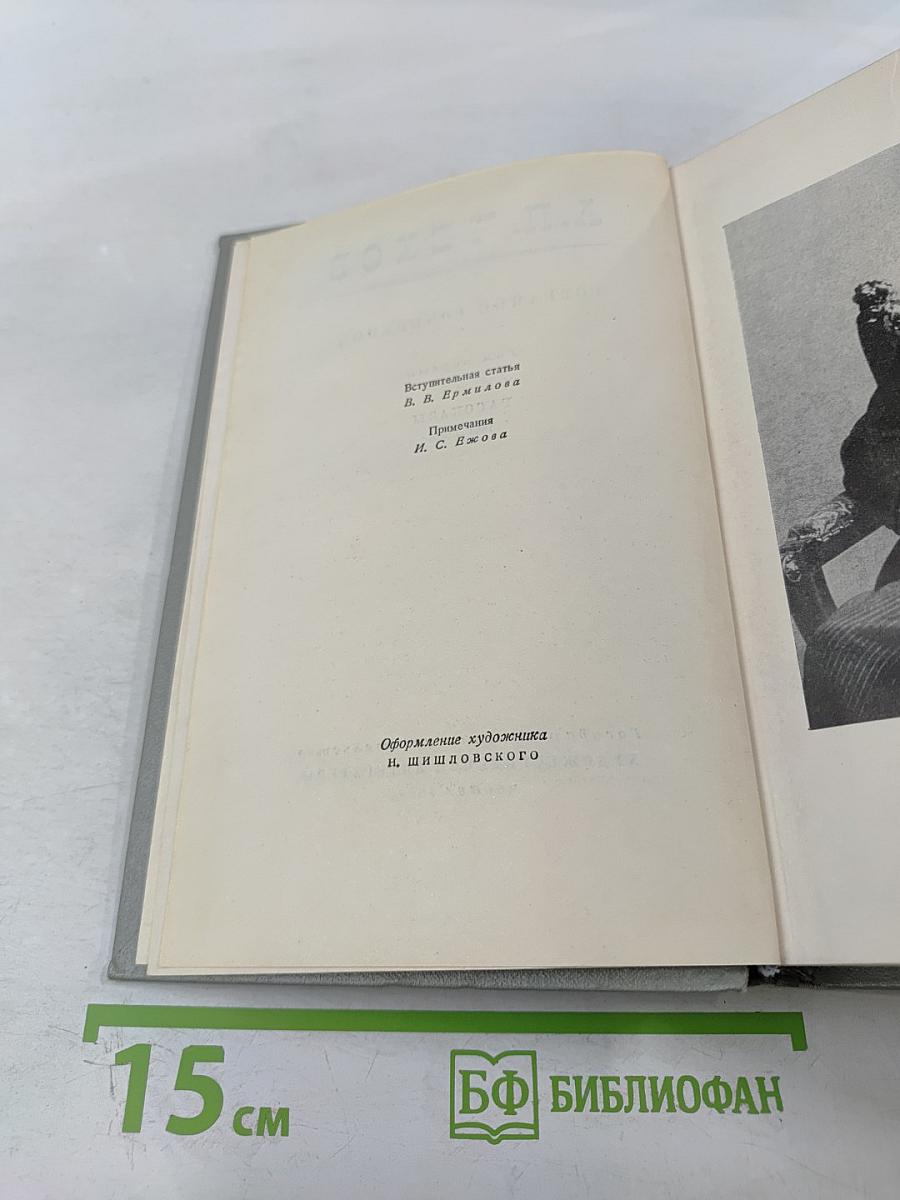 Вступительная статья
В. В. Ермилова
Примечания
И. С. Ежова
Оформление художника
Н. ШИШЛОВСКОГО
15 см
БФ БИБЛИОФАН